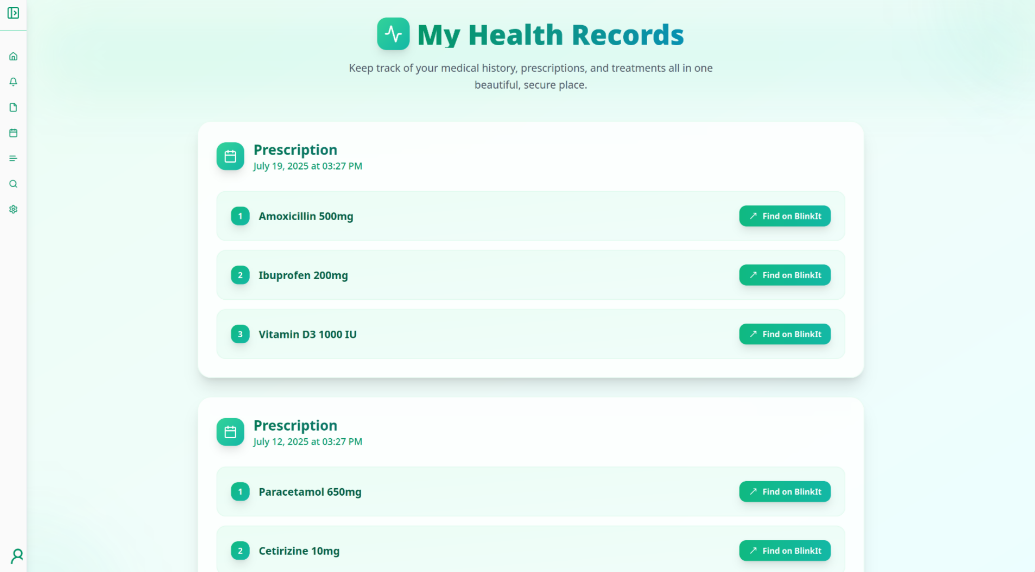 My Health Records
Keep track of your medical history, prescriptions, and treatments all in one
beautiful, secure place.
Prescription
July 19, 2025 at 03:27 PM
1 Amoxicillin 500mg Find on BlinkIt
2 Ibuprofen 200mg Find on BlinkIt
3 Vitamin D3 1000 IU Find on BlinkIt
Prescription
July 12, 2025 at 03:27 PM
1 Paracetamol 650mg Find on BlinkIt
2 Cetirizine 10mg Find on BlinkIt